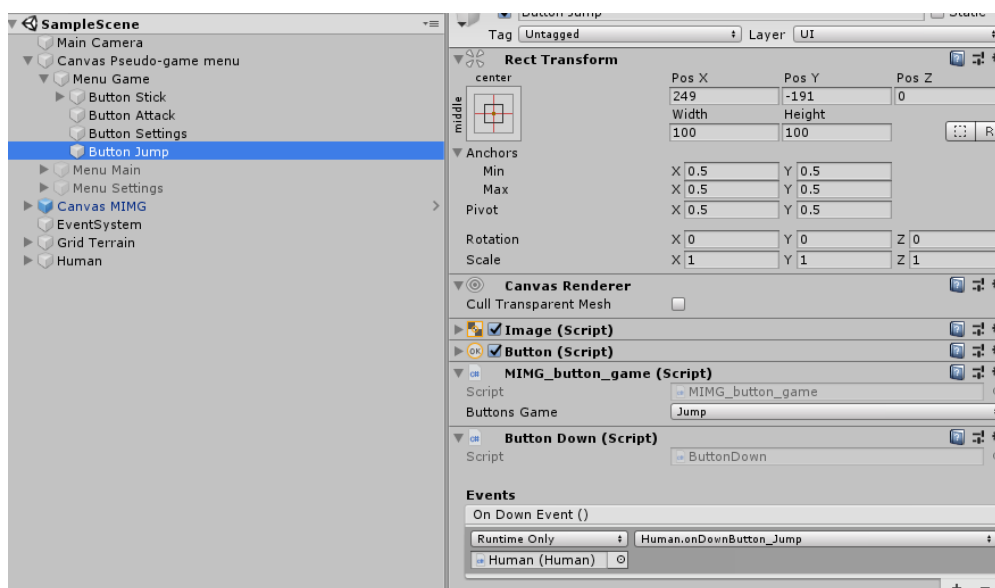 SampleScene
Main Camera
Canvas Pseudo-game menu
Menu Game
Button Stick
Button Attack
Button Settings
Button Jump
Menu Main
Menu Settings
Canvas MIMG
EventSystem
Grid Terrain
Human
Button Jump
Static
Tag Untagged Layer UI
Rect Transform
center
middle
Pos X Pos Y Pos Z
249 -191 0
Width Height
100 100 R
Anchors
Min X 0.5 Y 0.5
Max X 0.5 Y 0.5
Pivot X 0.5 Y 0.5
Rotation X 0 Y 0 Z 0
Scale X 1 Y 1 Z 1
Canvas Renderer
Cull Transparent Mesh
Image (Script)
OK Button (Script)
c# MIMG_button_game (Script)
Script MIMG_button_game
Buttons Game Jump
c# Button Down (Script)
Script ButtonDown
Events
On Down Event ()
Runtime Only Human.onDownButton_Jump
Human (Human)